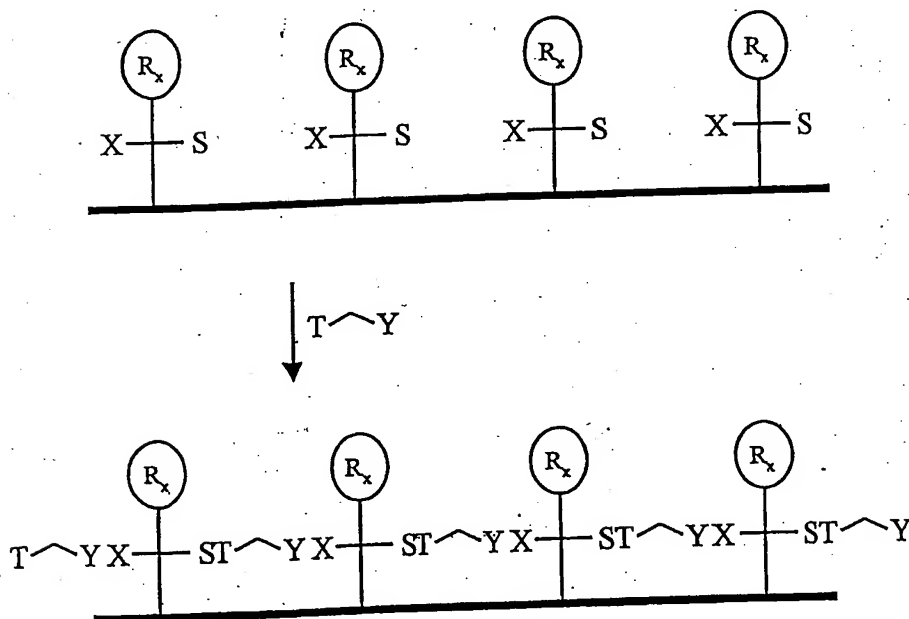 Rx Rx Rx Rx
X S X S X S X S
T Y
Rx Rx Rx Rx
T YX ST YX ST YX ST YX ST Y